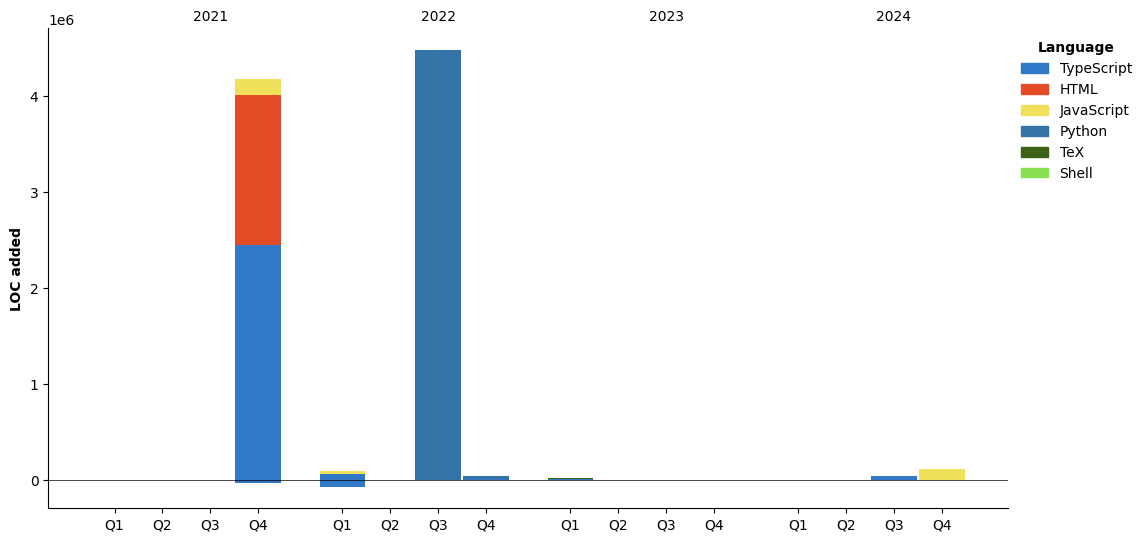 2021 2022 2023 2024
1e6
Language
TypeScript
HTML
JavaScript
Python
TeX
Shell
LOC added
4
3
2
1
0
Q1 Q2 Q3 Q4 Q1 Q2 Q3 Q4 Q1 Q2 Q3 Q4 Q1 Q2 Q3 Q4